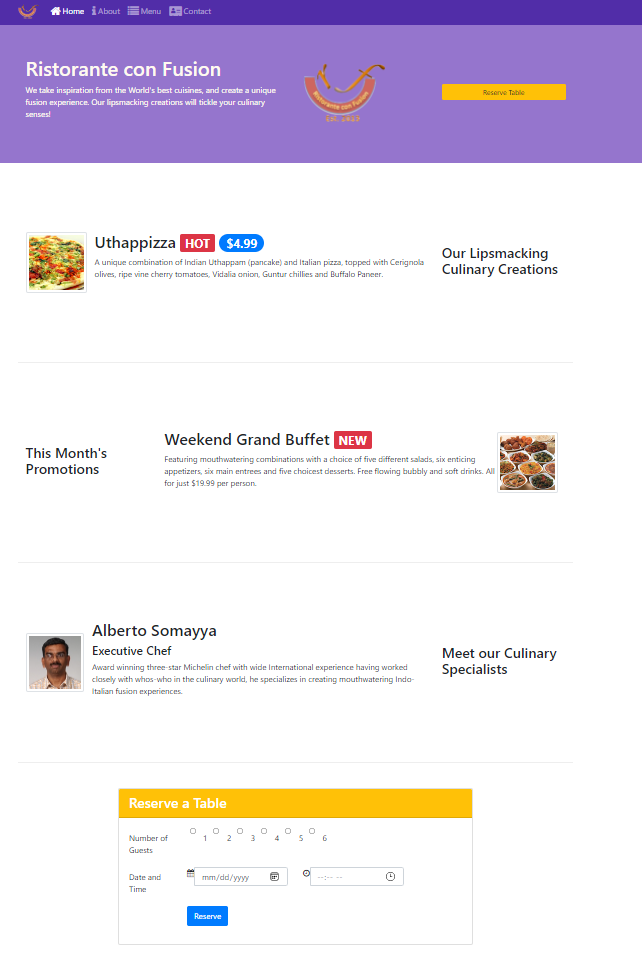 Home About Menu Contact
Ristorante con Fusion
We take inspiration from the World's best cuisines, and create a unique
fusion experience. Our lipsmacking creations will tickle your culinary
senses!
Ristorante con Fusion
Reserve Table
Uthappizza HOT $4.99
A unique combination of Indian Uthappam (pancake) and Italian pizza, topped with Cerignola
olives, ripe vine cherry tomatoes, Vidalia onion, Guntur chillies and Buffalo Paneer.
Our Lipsmacking
Culinary Creations
This Month's
Promotions
Weekend Grand Buffet NEW
Featuring mouthwatering combinations with a choice of five different salads, six enticing
appetizers, six main entrees and five choicest desserts. Free flowing bubbly and soft drinks. All
for just $19.99 per person.
Alberto Somayya
Executive Chef
Award winning three-star Michelin chef with wide International experience having worked
closely with whos-who in the culinary world, he specializes in creating mouthwatering Indo-
Italian fusion experiences.
Meet our Culinary
Specialists
Reserve a Table
Number of
Guests
1 2 3 4 5 6
Date and
Time
mm/dd/yyyy --:-- --
Reserve